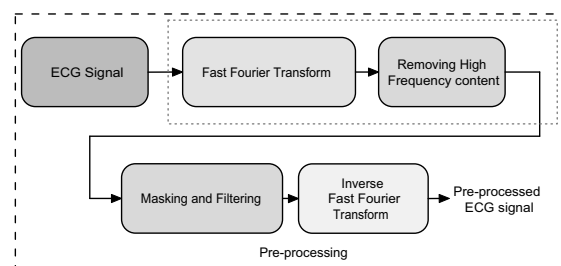 ECG Signal
Fast Fourier Transform
Removing High
Frequency content
Masking and Filtering
Inverse
Fast Fourier
Transform
Pre-processed
ECG signal
Pre-processing